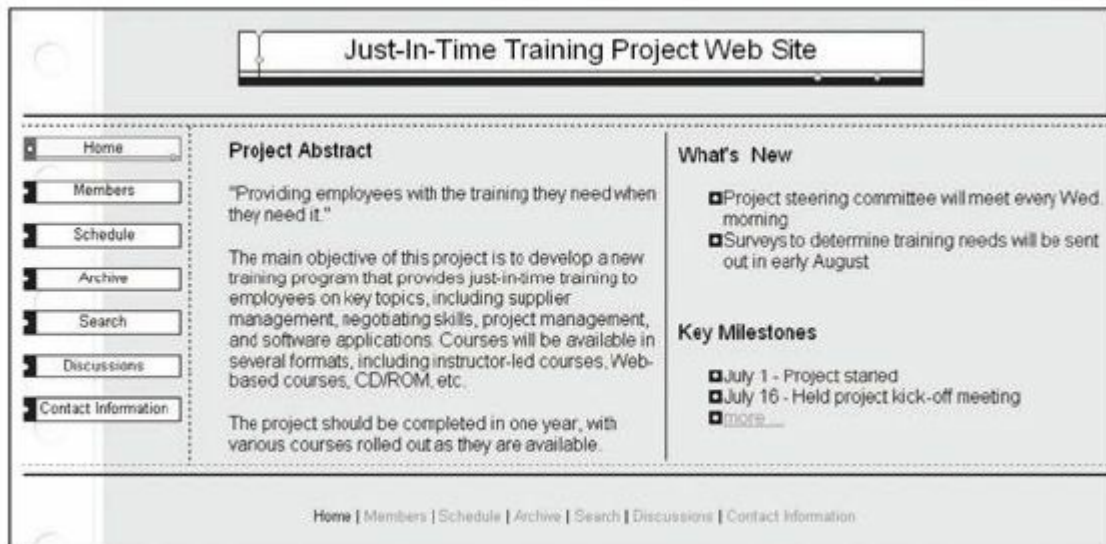 Just-In-Time Training Project Web Site
Home
Members
Schedule
Archive
Search
Discussions
Contact Information
Project Abstract
"Providing employees with the training they need when
they need it."
The main objective of this project is to develop a new
training program that provides just-in-time training to
employees on key topics, including supplier
management, negotiating skills, project management,
and software applications. Courses will be available in
several formats, including instructor-led courses, Web-
based courses, CD/ROM, etc.
The project should be completed in one year, with
various courses rolled out as they are available.
What's New
Project steering committee will meet every Wed.
morning
Surveys to determine training needs will be sent
out in early August
Key Milestones
July 1 - Project started
July 16 - Held project kick-off meeting
more ...
Home | Members | Schedule | Archive | Search | Discussions | Contact Information